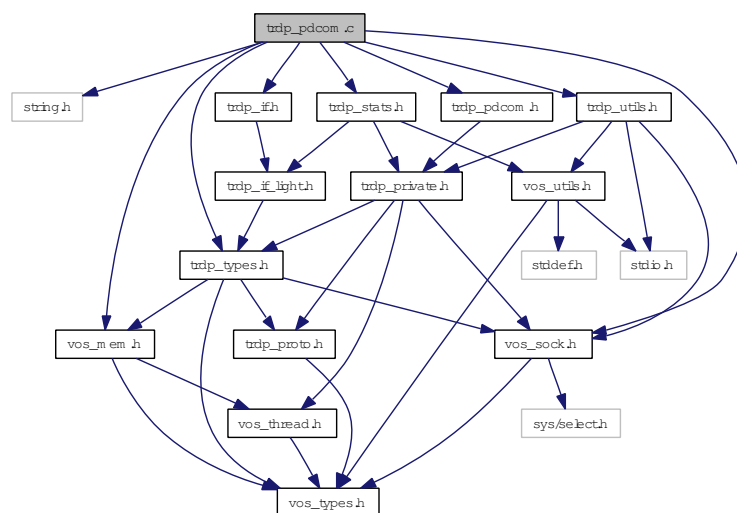 trdp_pdcom.c
string.h
trdp_if.h
trdp_stats.h
trdp_pdcom.h
trdp_utils.h
trdp_if_light.h
trdp_private.h
vos_utils.h
trdp_types.h
stddef.h
stdio.h
vos_mem.h
trdp_proto.h
vos_sock.h
vos_thread.h
sys/select.h
vos_types.h